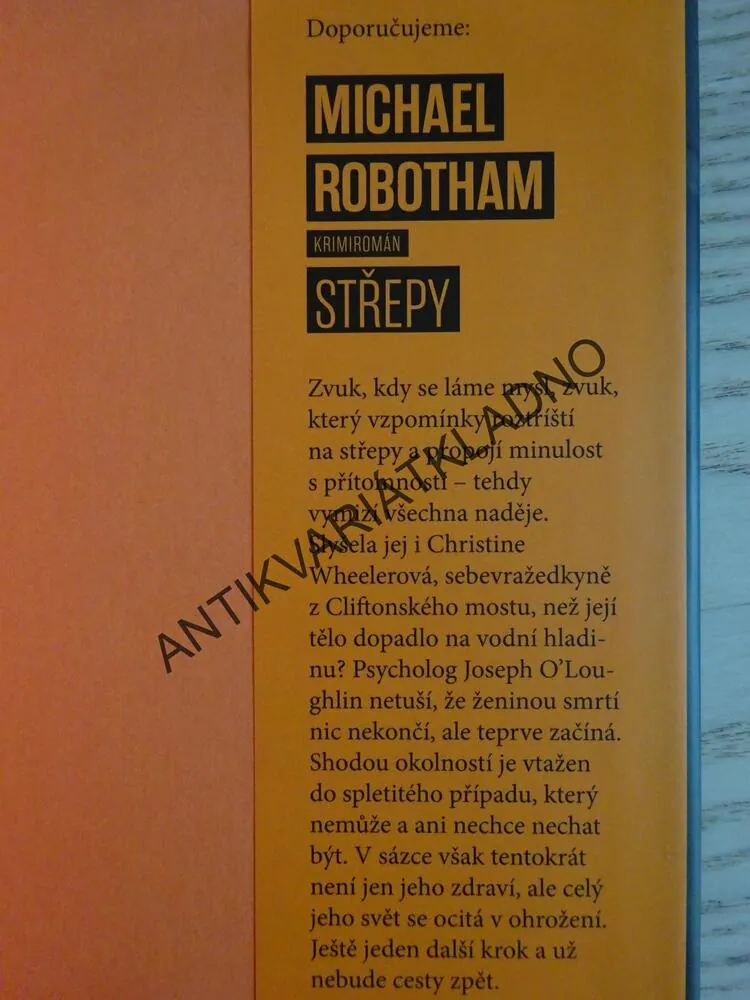 Doporučujeme:
MICHAEL
ROBOTHAM
KRIMIROMÁN
STŘEPY
Zvuk, kdy se láme mysl, zvuk,
který vzpomínky roztříští
na střepy a propojí minulost
s přítomností – tehdy
vymizí všechna naděje.
Slyšela jej i Christine
Wheelerová, sebevražedkyně
z Cliftonského mostu, než její
tělo dopadlo na vodní hladi-
nu? Psycholog Joseph O’Lou-
ghlin netuší, že ženinou smrtí
nic nekončí, ale teprve začíná.
Shodou okolností je vtažen
do spletitého případu, který
nemůže a ani nechce nechat
být. V sázce však tentokrát
není jen jeho zdraví, ale celý
jeho svět se ocitá v ohrožení.
Ještě jeden další krok a už
nebude cesty zpět.
ANTIKVARIÁTKLADNO